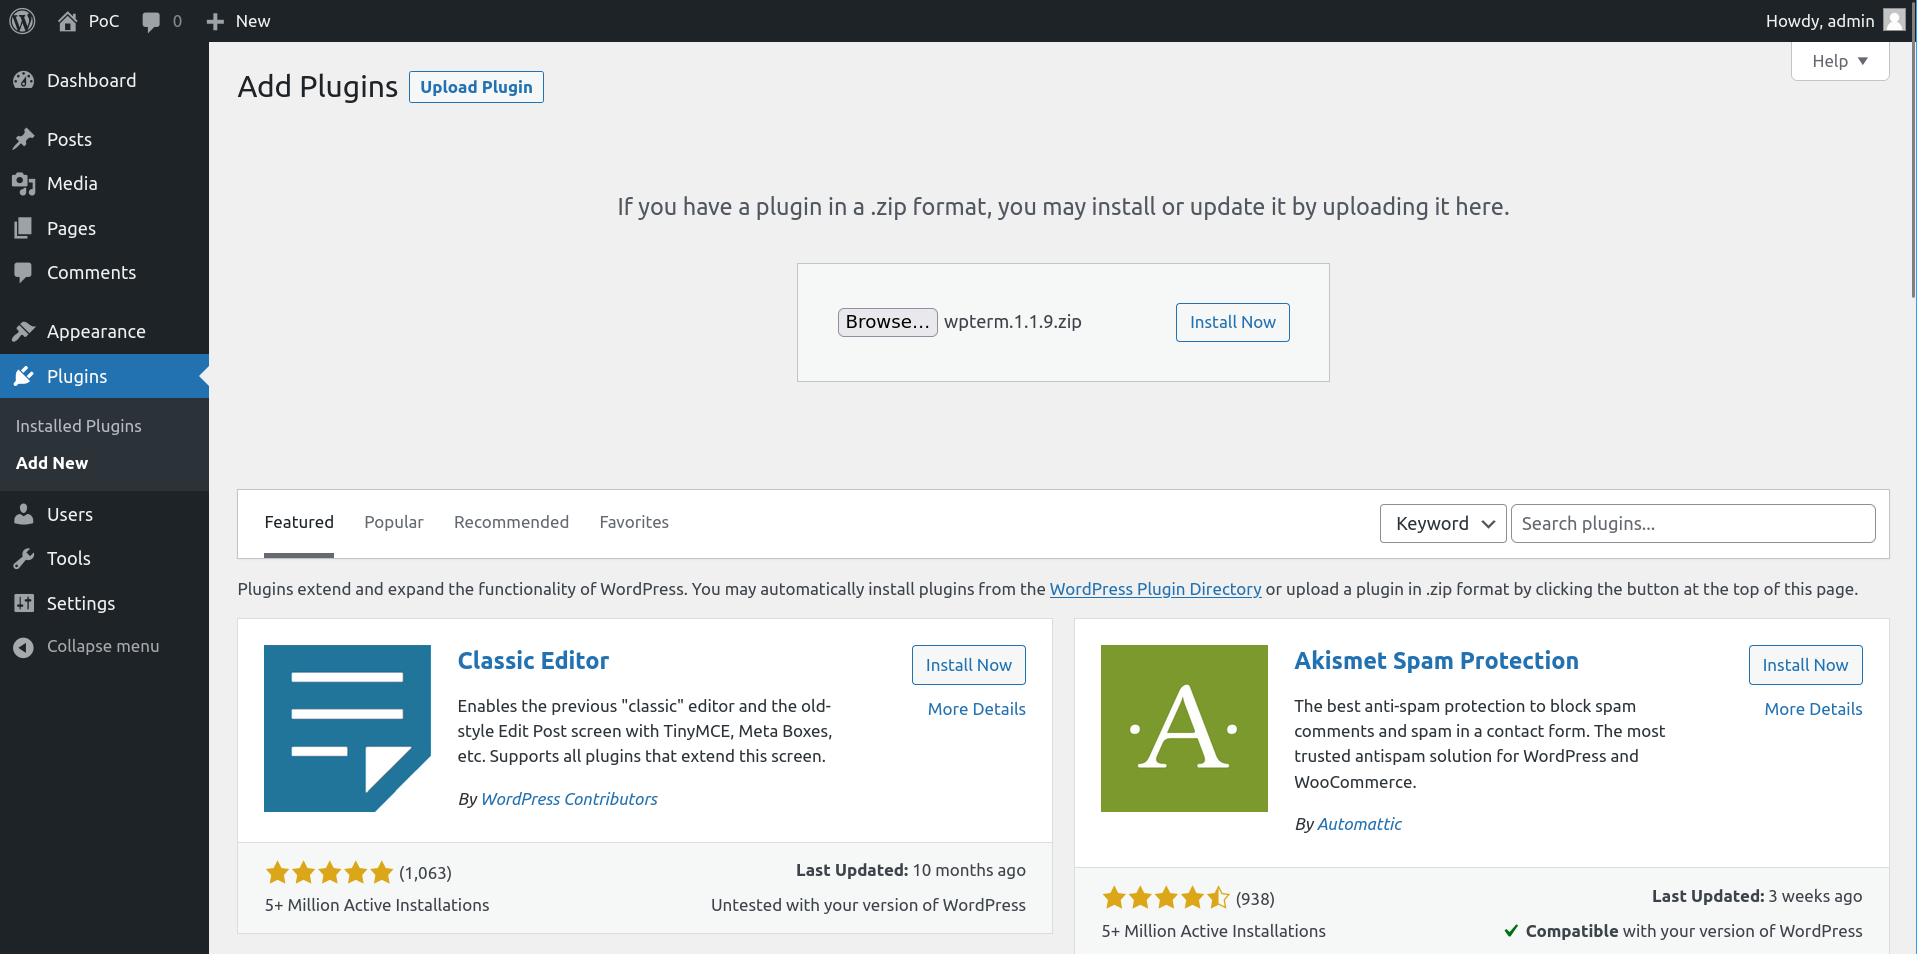 PoC
0
New
Howdy, admin
Dashboard
Posts
Media
Pages
Comments
Appearance
Plugins
Installed Plugins
Add New
Users
Tools
Settings
Collapse menu
Help
Add Plugins
Upload Plugin
If you have a plugin in a .zip format, you may install or update it by uploading it here.
Browse... wpterm.1.1.9.zip
Install Now
Featured
Popular
Recommended
Favorites
Keyword
Search plugins...
Plugins extend and expand the functionality of WordPress. You may automatically install plugins from the WordPress Plugin Directory or upload a plugin in .zip format by clicking the button at the top of this page.
Classic Editor
Install Now
More Details
Enables the previous "classic" editor and the old-
style Edit Post screen with TinyMCE, Meta Boxes,
etc. Supports all plugins that extend this screen.
By WordPress Contributors
(1,063)
5+ Million Active Installations
Last Updated: 10 months ago
Untested with your version of WordPress
A
Akismet Spam Protection
Install Now
More Details
The best anti-spam protection to block spam
comments and spam in a contact form. The most
trusted antispam solution for WordPress and
WooCommerce.
By Automattic
(938)
5+ Million Active Installations
Last Updated: 3 weeks ago
Compatible with your version of WordPress